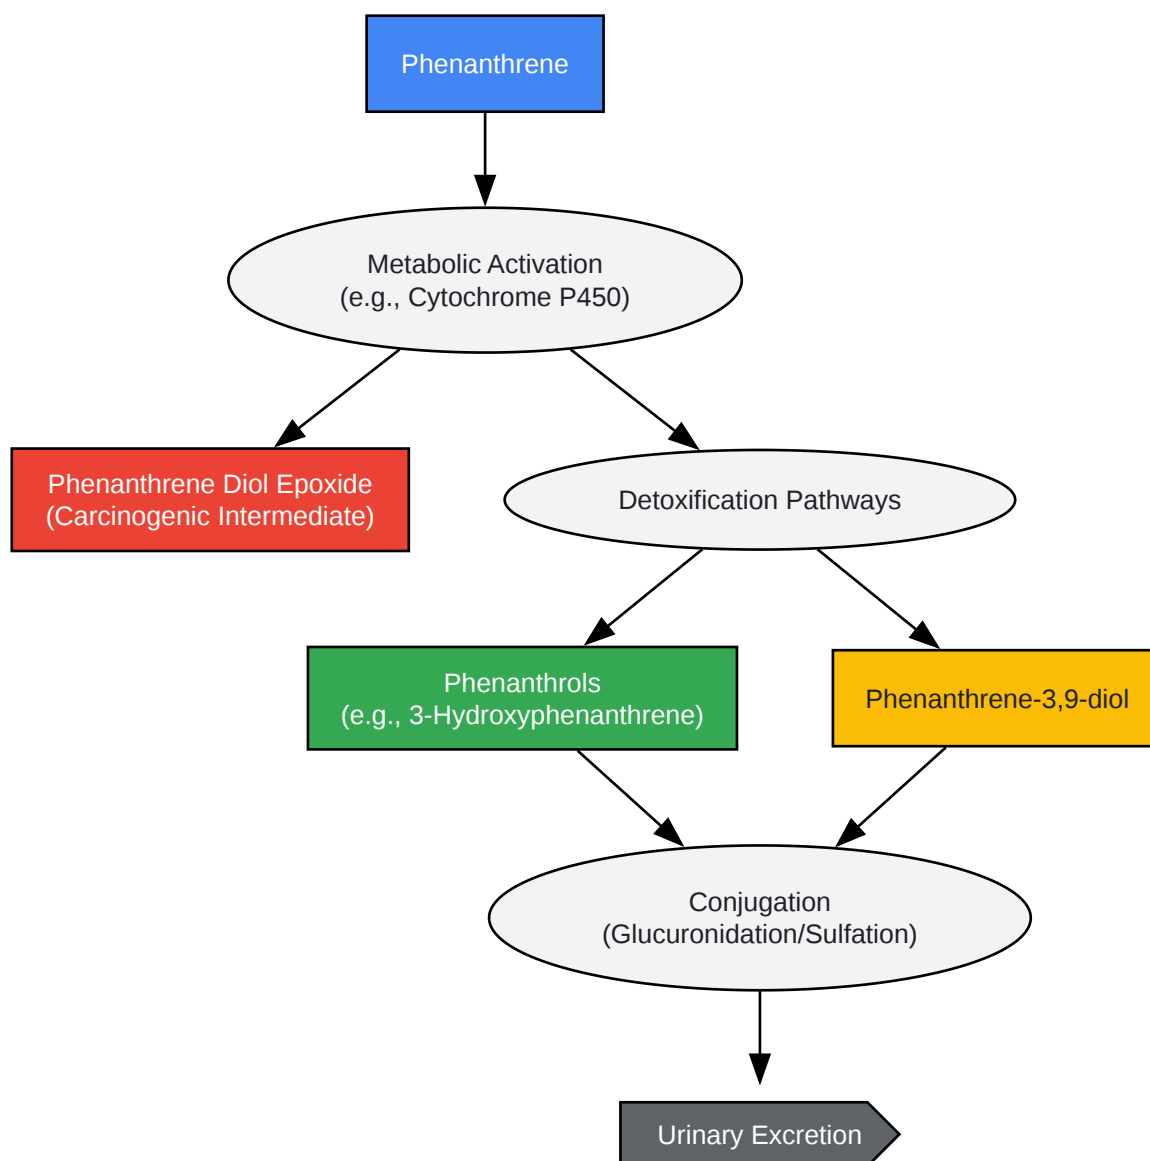 Phenanthrene
Metabolic Activation
(e.g., Cytochrome P450)
Phenanthrene Diol Epoxide
(Carcinogenic Intermediate)
Detoxification Pathways
Phenanthrols
(e.g., 3-Hydroxyphenanthrene)
Phenanthrene-3,9-diol
Conjugation
(Glucuronidation/Sulfation)
Urinary Excretion